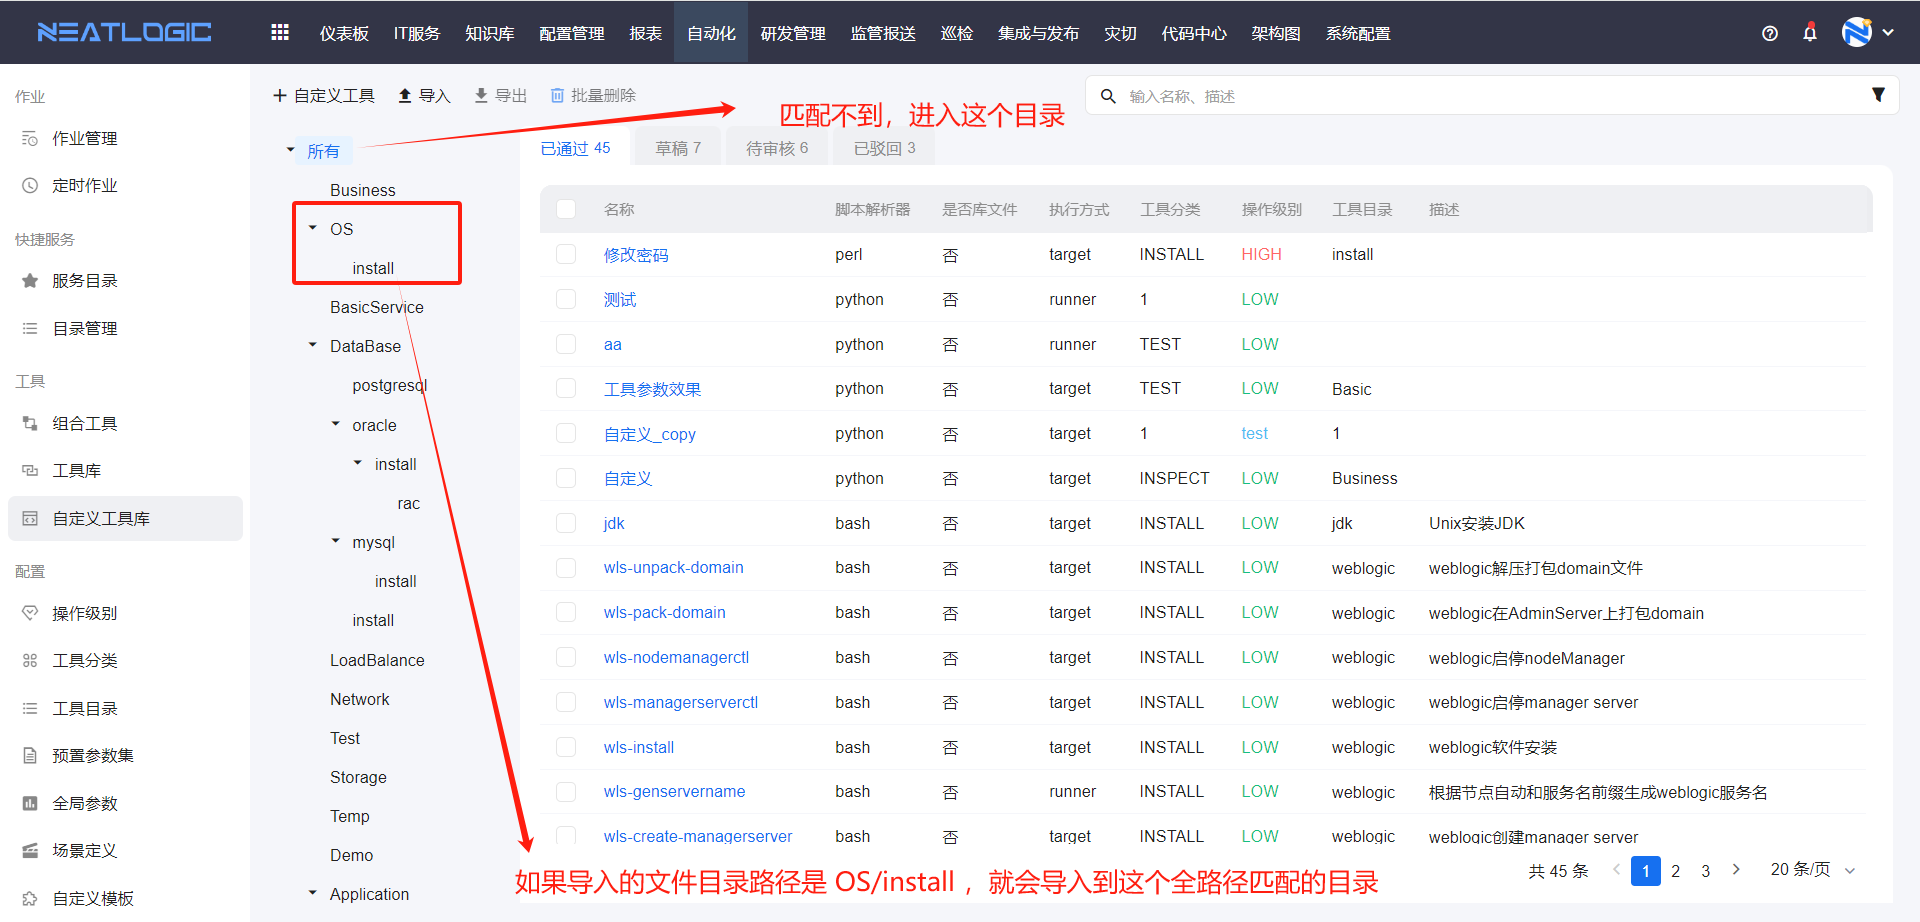 NEATLOGIC
仪表板 IT服务 知识库 配置管理 报表 自动化 研发管理 监管报送 巡检 集成与发布 灾切 代码中心 架构图 系统配置
作业
作业管理
定时作业
快捷服务
服务目录
目录管理
工具
组合工具
工具库
自定义工具库
配置
操作级别
工具分类
工具目录
预置参数集
全局参数
场景定义
自定义模板
自定义工具 导入 导出 批量删除
输入名称、描述
匹配不到，进入这个目录
所有
Business
OS
install
BasicService
DataBase
postgresql
oracle
install
rac
mysql
install
install
LoadBalance
Network
Test
Storage
Temp
Demo
Application
已通过 45 草稿 7 待审核 6 已驳回 3
名称 脚本解析器 是否库文件 执行方式 工具分类 操作级别 工具目录 描述
修改密码 perl 否 target INSTALL HIGH install
测试 python 否 runner 1 LOW
aa python 否 runner TEST LOW
工具参数效果 python 否 target TEST LOW Basic
自定义_copy python 否 target 1 test 1
自定义 python 否 target INSPECT LOW Business
jdk bash 否 target INSTALL LOW jdk Unix安装JDK
wls-unpack-domain bash 否 target INSTALL LOW weblogic weblogic解压打包domain文件
wls-pack-domain bash 否 target INSTALL LOW weblogic weblogic在AdminServer上打包domain
wls-nodemanagerctl bash 否 target INSTALL LOW weblogic weblogic启停nodeManager
wls-managerserverctl bash 否 target INSTALL LOW weblogic weblogic启停manager server
wls-install bash 否 target INSTALL LOW weblogic weblogic软件安装
wls-genservername bash 否 runner INSTALL LOW weblogic 根据节点自动和服务名前缀生成weblogic服务名
wls-create-managerserver bash 否 target INSTALL LOW weblogic weblogic创建manager server
共 45 条 1 2 3 20 条/页
如果导入的文件目录路径是 OS/install ，就会导入到这个全路径匹配的目录